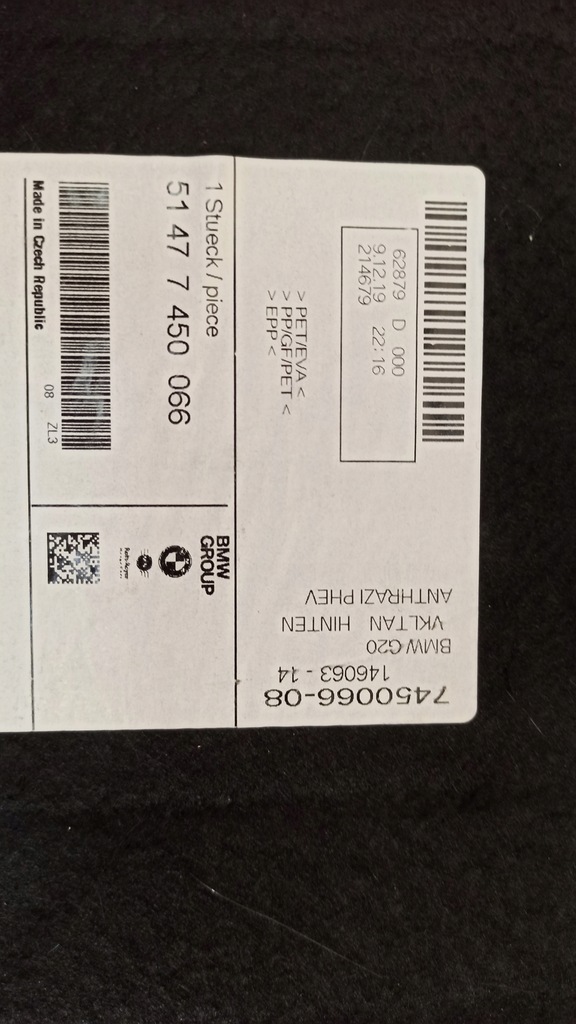 62879 D 000
9.12.19 22:16
214679
> PET/EVA <
> PP/GF/PET <
> EPP <
7450066-08
146063 - 14
BMW G20
VKLTAN HINTEN
ANTHRAZI PHEV
1 Stueck / piece
51 47 7 450 066
08 ZL3
Made in Czech Republic
BMW
GROUP